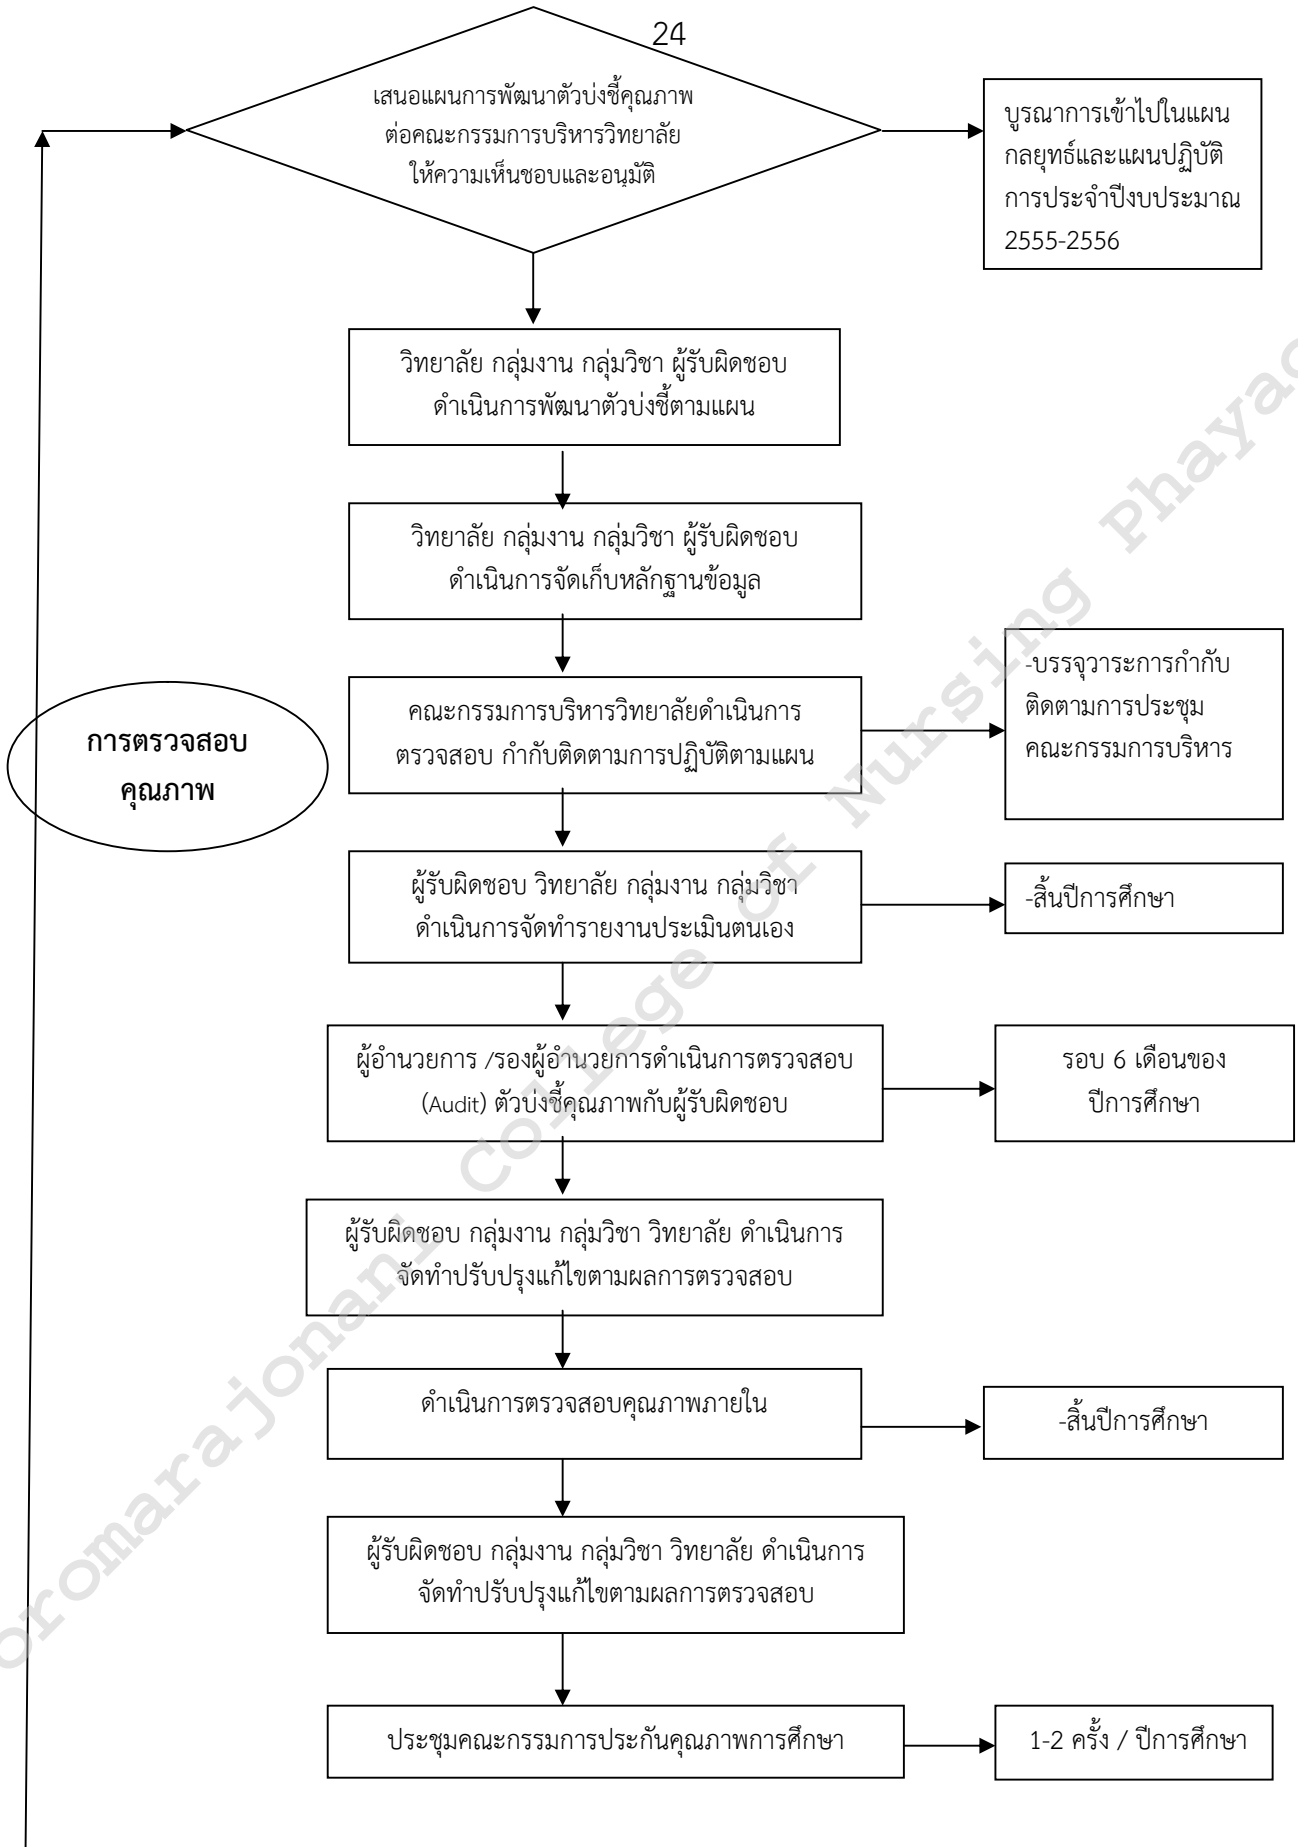 24
เสนอแผนการพัฒนาตัวบ่งชี้คุณภาพ
ต่อคณะกรรมการบริหารวิทยาลัย
ให้ความเห็นชอบและอนุมัติ
บูรณาการเข้าไปในแผน
กลยุทธ์และแผนปฏิบัติ
การประจำปีงบประมาณ
2555-2556
วิทยาลัย กลุ่มงาน กลุ่มวิชา ผู้รับผิดชอบ
ดำเนินการพัฒนาตัวบ่งชี้ตามแผน
วิทยาลัย กลุ่มงาน กลุ่มวิชา ผู้รับผิดชอบ
ดำเนินการจัดเก็บหลักฐานข้อมูล
การตรวจสอบ
คุณภาพ
คณะกรรมการบริหารวิทยาลัยดำเนินการ
ตรวจสอบ กำกับติดตามการปฏิบัติตามแผน
-บรรจุวาระการกำกับ
ติดตามการประชุม
คณะกรรมการบริหาร
ผู้รับผิดชอบ วิทยาลัย กลุ่มงาน กลุ่มวิชา
ดำเนินการจัดทำรายงานประเมินตนเอง
-สิ้นปีการศึกษา
ผู้อำนวยการ /รองผู้อำนวยการดำเนินการตรวจสอบ
(Audit) ตัวบ่งชี้คุณภาพกับผู้รับผิดชอบ
รอบ 6 เดือนของ
ปีการศึกษา
ผู้รับผิดชอบ กลุ่มงาน กลุ่มวิชา วิทยาลัย ดำเนินการ
จัดทำปรับปรุงแก้ไขตามผลการตรวจสอบ
ดำเนินการตรวจสอบคุณภาพภายใน
-สิ้นปีการศึกษา
ผู้รับผิดชอบ กลุ่มงาน กลุ่มวิชา วิทยาลัย ดำเนินการ
จัดทำปรับปรุงแก้ไขตามผลการตรวจสอบ
ประชุมคณะกรรมการประกันคุณภาพการศึกษา
1-2 ครั้ง / ปีการศึกษา
oromarajonani College of Nursing Phayao